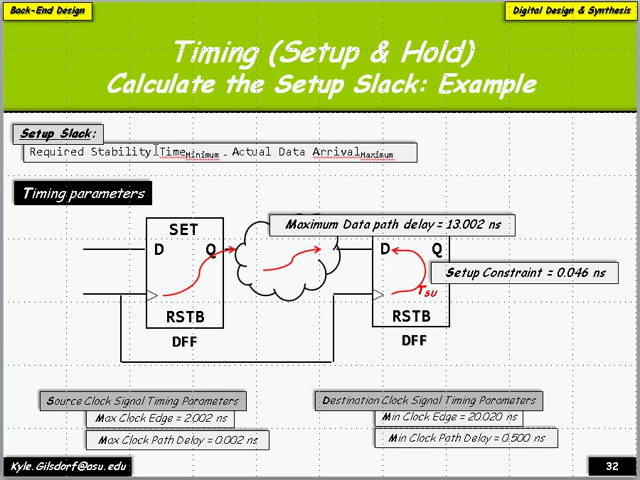 Back-End Design
Digital Design & Synthesis
Timing (Setup & Hold)
Calculate the Setup Slack: Example
Setup Slack:
Required Stability TimeMinimum - Actual Data ArrivalMaximum
Timing parameters
Maximum Data path delay = 13.002 ns
SET
D Q
D Q
Setup Constraint = 0.046 ns
TSU
RSTB
RSTB
DFF
DFF
Source Clock Signal Timing Parameters
Max Clock Edge = 2.002 ns
Max Clock Path Delay = 0.002 ns
Destination Clock Signal Timing Parameters
Min Clock Edge = 20.020 ns
Min Clock Path Delay = 0.500 ns
Kyle.Gilsdorf@asu.edu
32